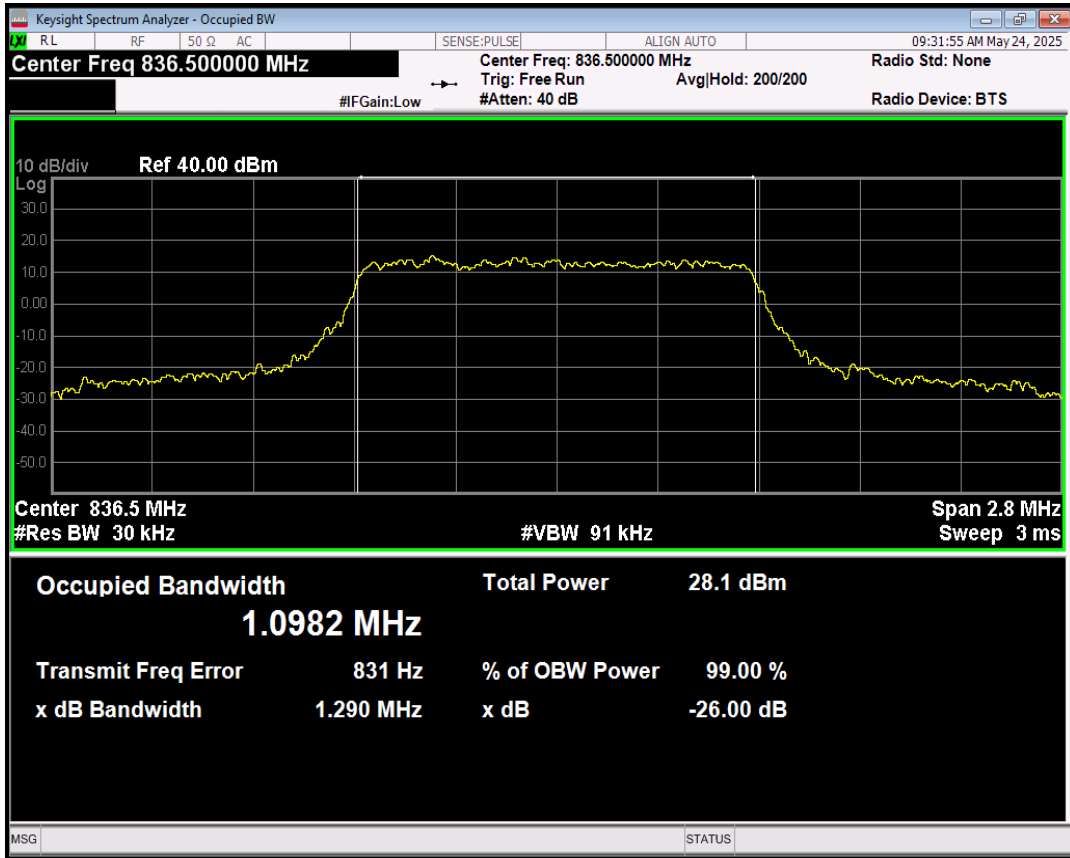 Keysight Spectrum Analyzer - Occupied BW
LXI RL RF 50 Ω AC SENSE:PULSE ALIGN AUTO 09:31:55 AM May 24, 2025
Center Freq 836.500000 MHz Center Freq: 836.500000 MHz Radio Std: None
Trig: Free Run Avg|Hold: 200/200
#IFGain:Low #Atten: 40 dB Radio Device: BTS
10 dB/div Ref 40.00 dBm
Log
30.0
20.0
10.0
0.00
-10.0
-20.0
-30.0
-40.0
-50.0
Center 836.5 MHz Span 2.8 MHz
#Res BW 30 kHz #VBW 91 kHz Sweep 3 ms
Occupied Bandwidth Total Power 28.1 dBm
1.0982 MHz
Transmit Freq Error 831 Hz % of OBW Power 99.00 %
x dB Bandwidth 1.290 MHz x dB -26.00 dB
MSG STATUS